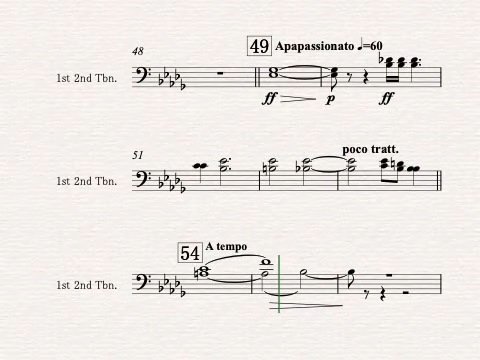 48
49 Apapassionato ♩=60
1st 2nd Tbn.
ff p ff
51
poco tratt.
1st 2nd Tbn.
54 A tempo
1st 2nd Tbn.